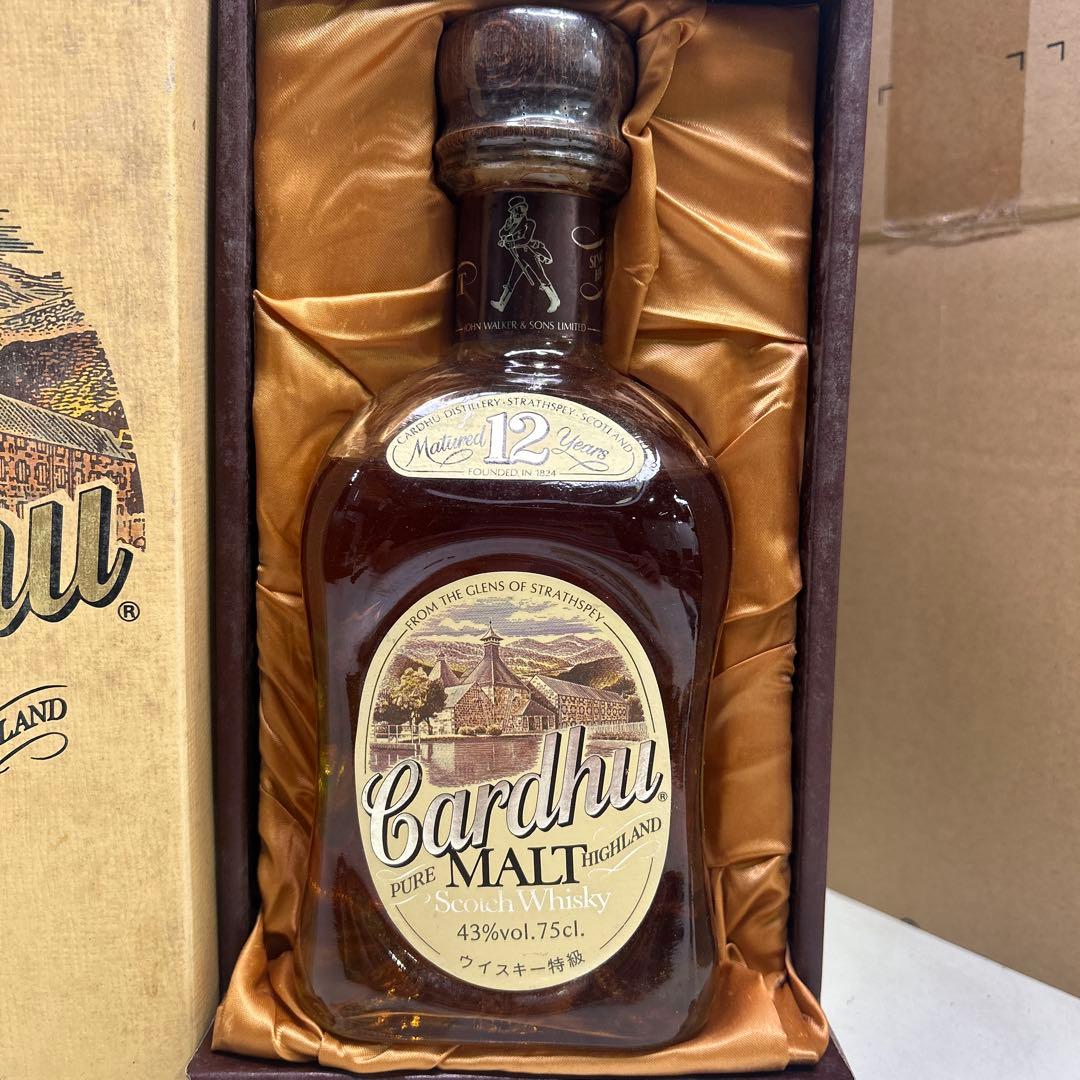 hu®
LAND
JOHN WALKER & SONS LIMITED
CARDHU DISTILLERY · STRATHSPEY · SCOTLAND
Matured 12 Years
FOUNDED IN 1824
FROM THE GLENS OF STRATHSPEY
Cardhu®
PURE MALT HIGHLAND
Scotch Whisky
43%vol.75cl.
ウイスキー特級